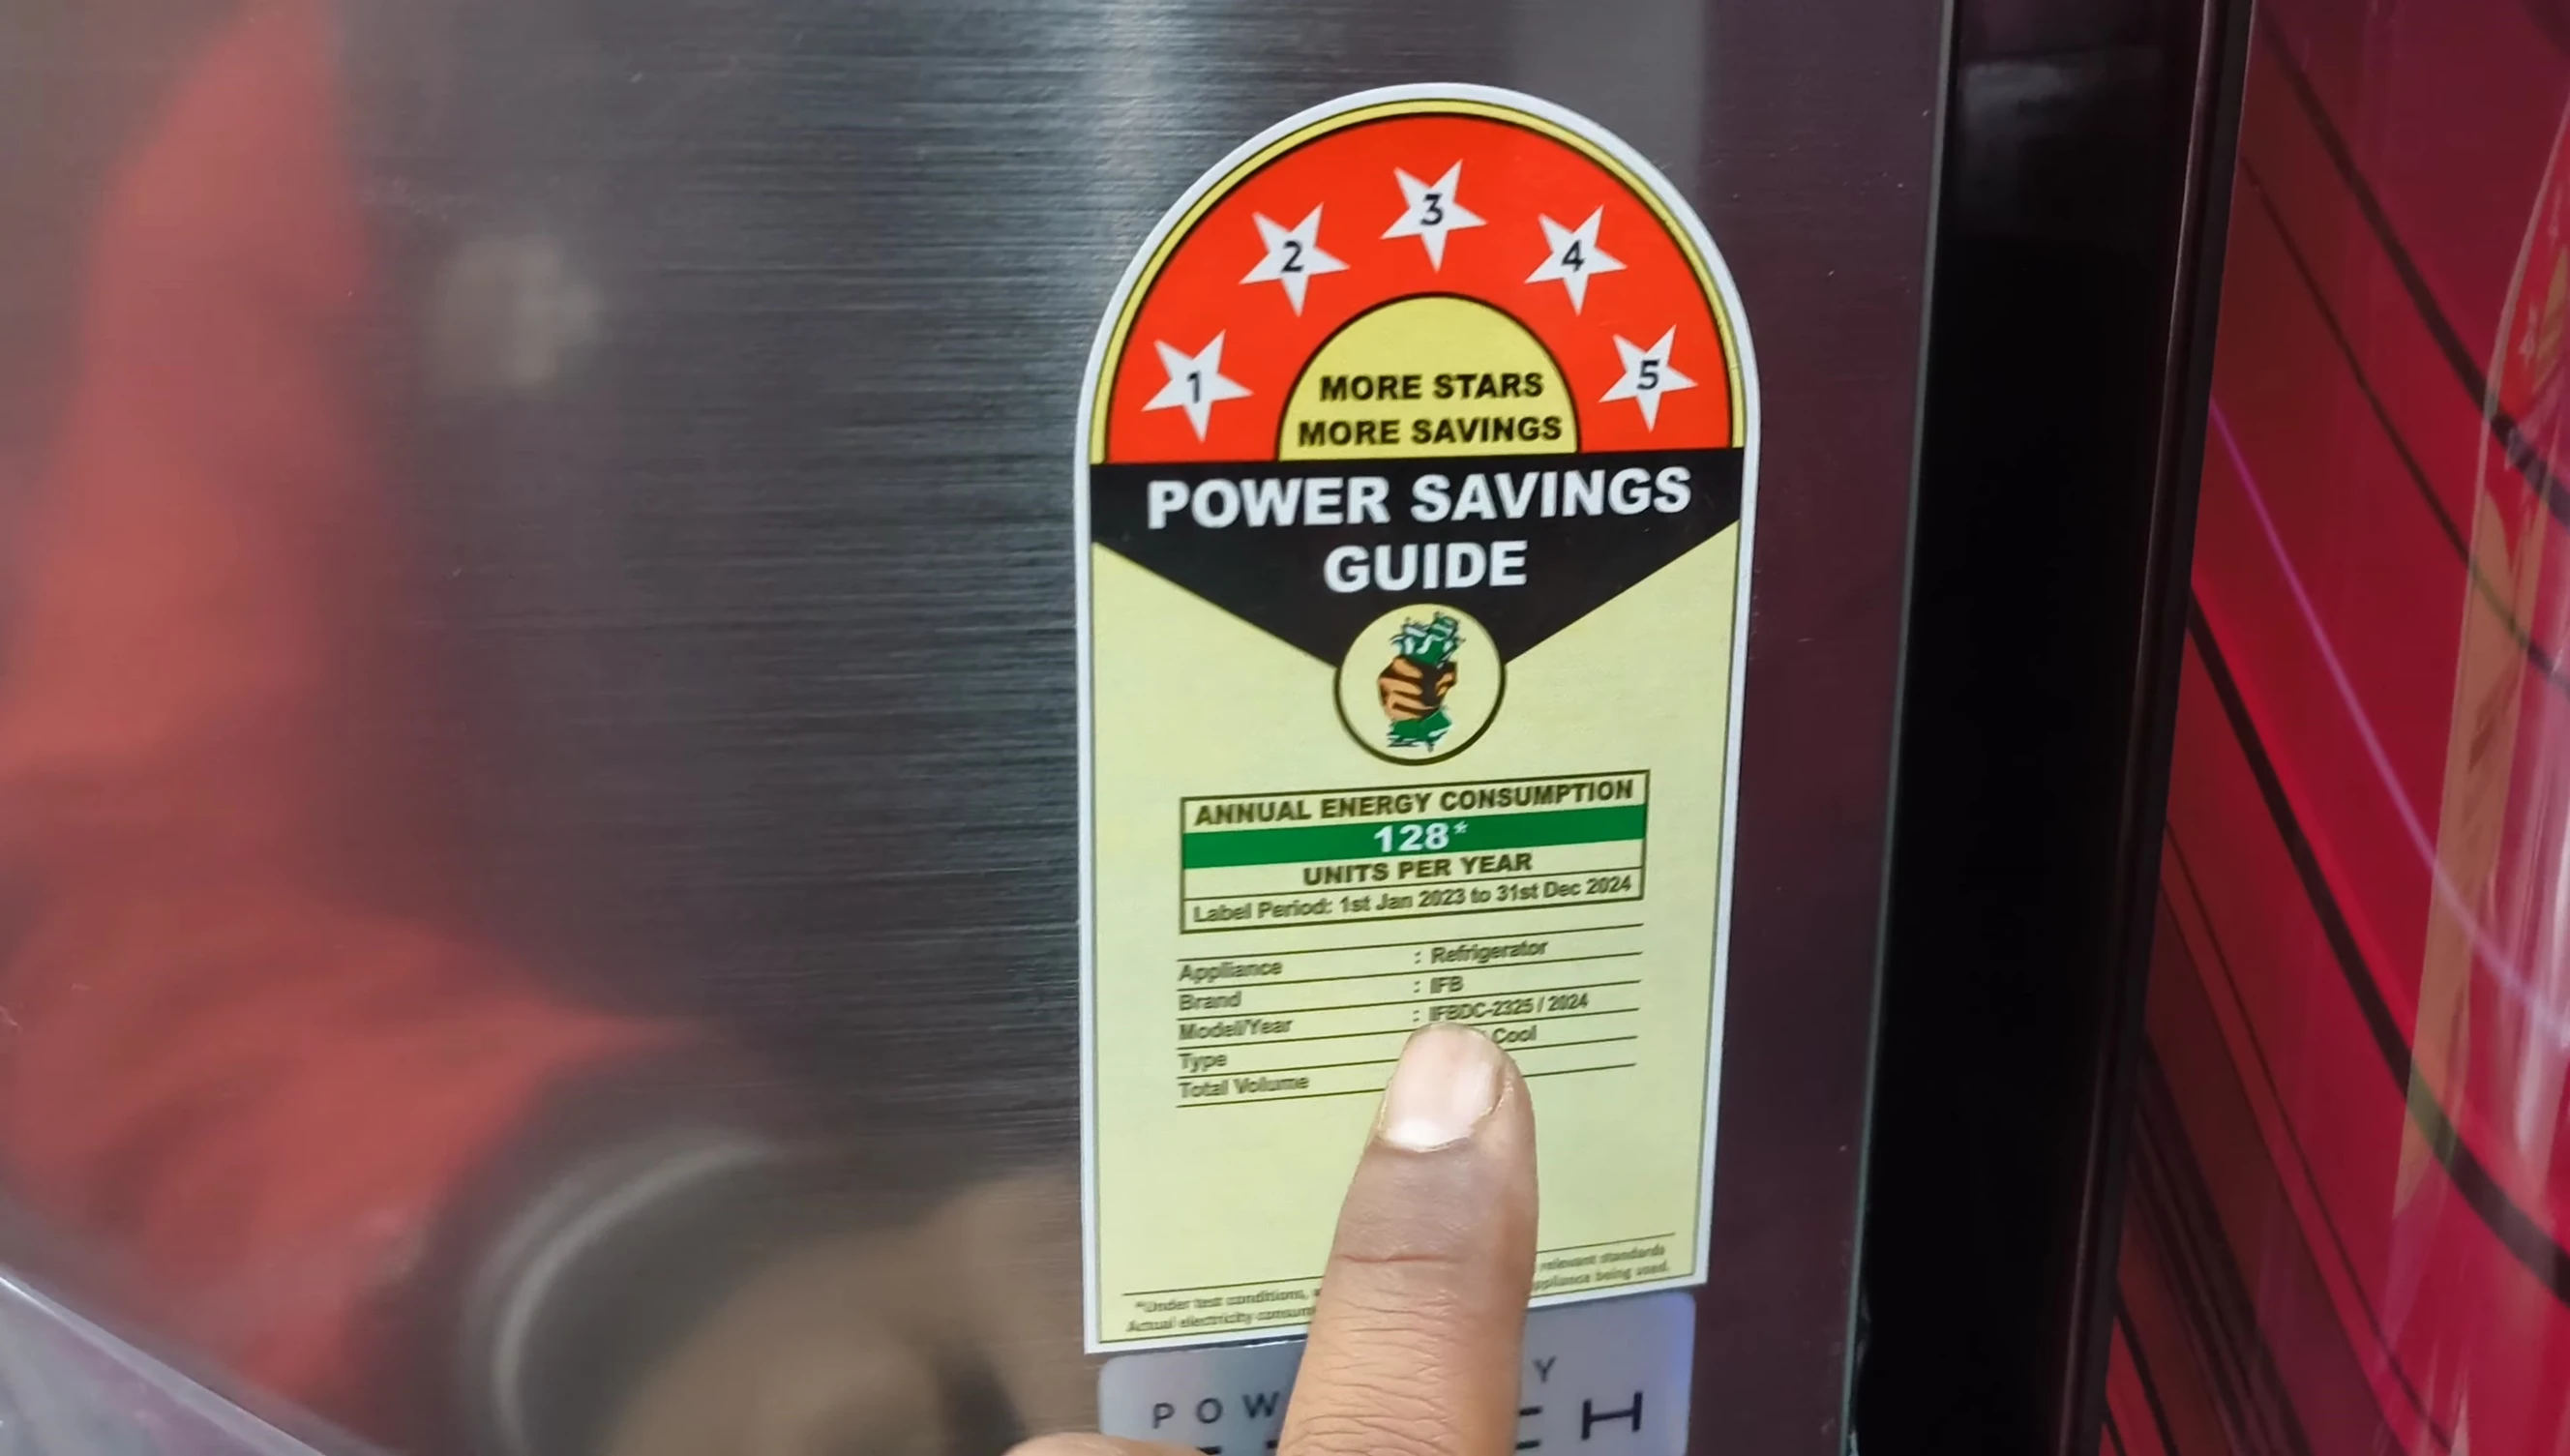 3
2 4
1 5
MORE STARS
MORE SAVINGS
POWER SAVINGS
GUIDE
ANNUAL ENERGY CONSUMPTION
128*
UNITS PER YEAR
Label Period: 1st Jan 2023 to 31st Dec 2024
Appliance : Refrigerator
Brand : IFB
Model/Year : IFBDC-2325 / 2024
Type Cool
Total Volume
*Under test conditions, relevant standards
Actual electricity being used.